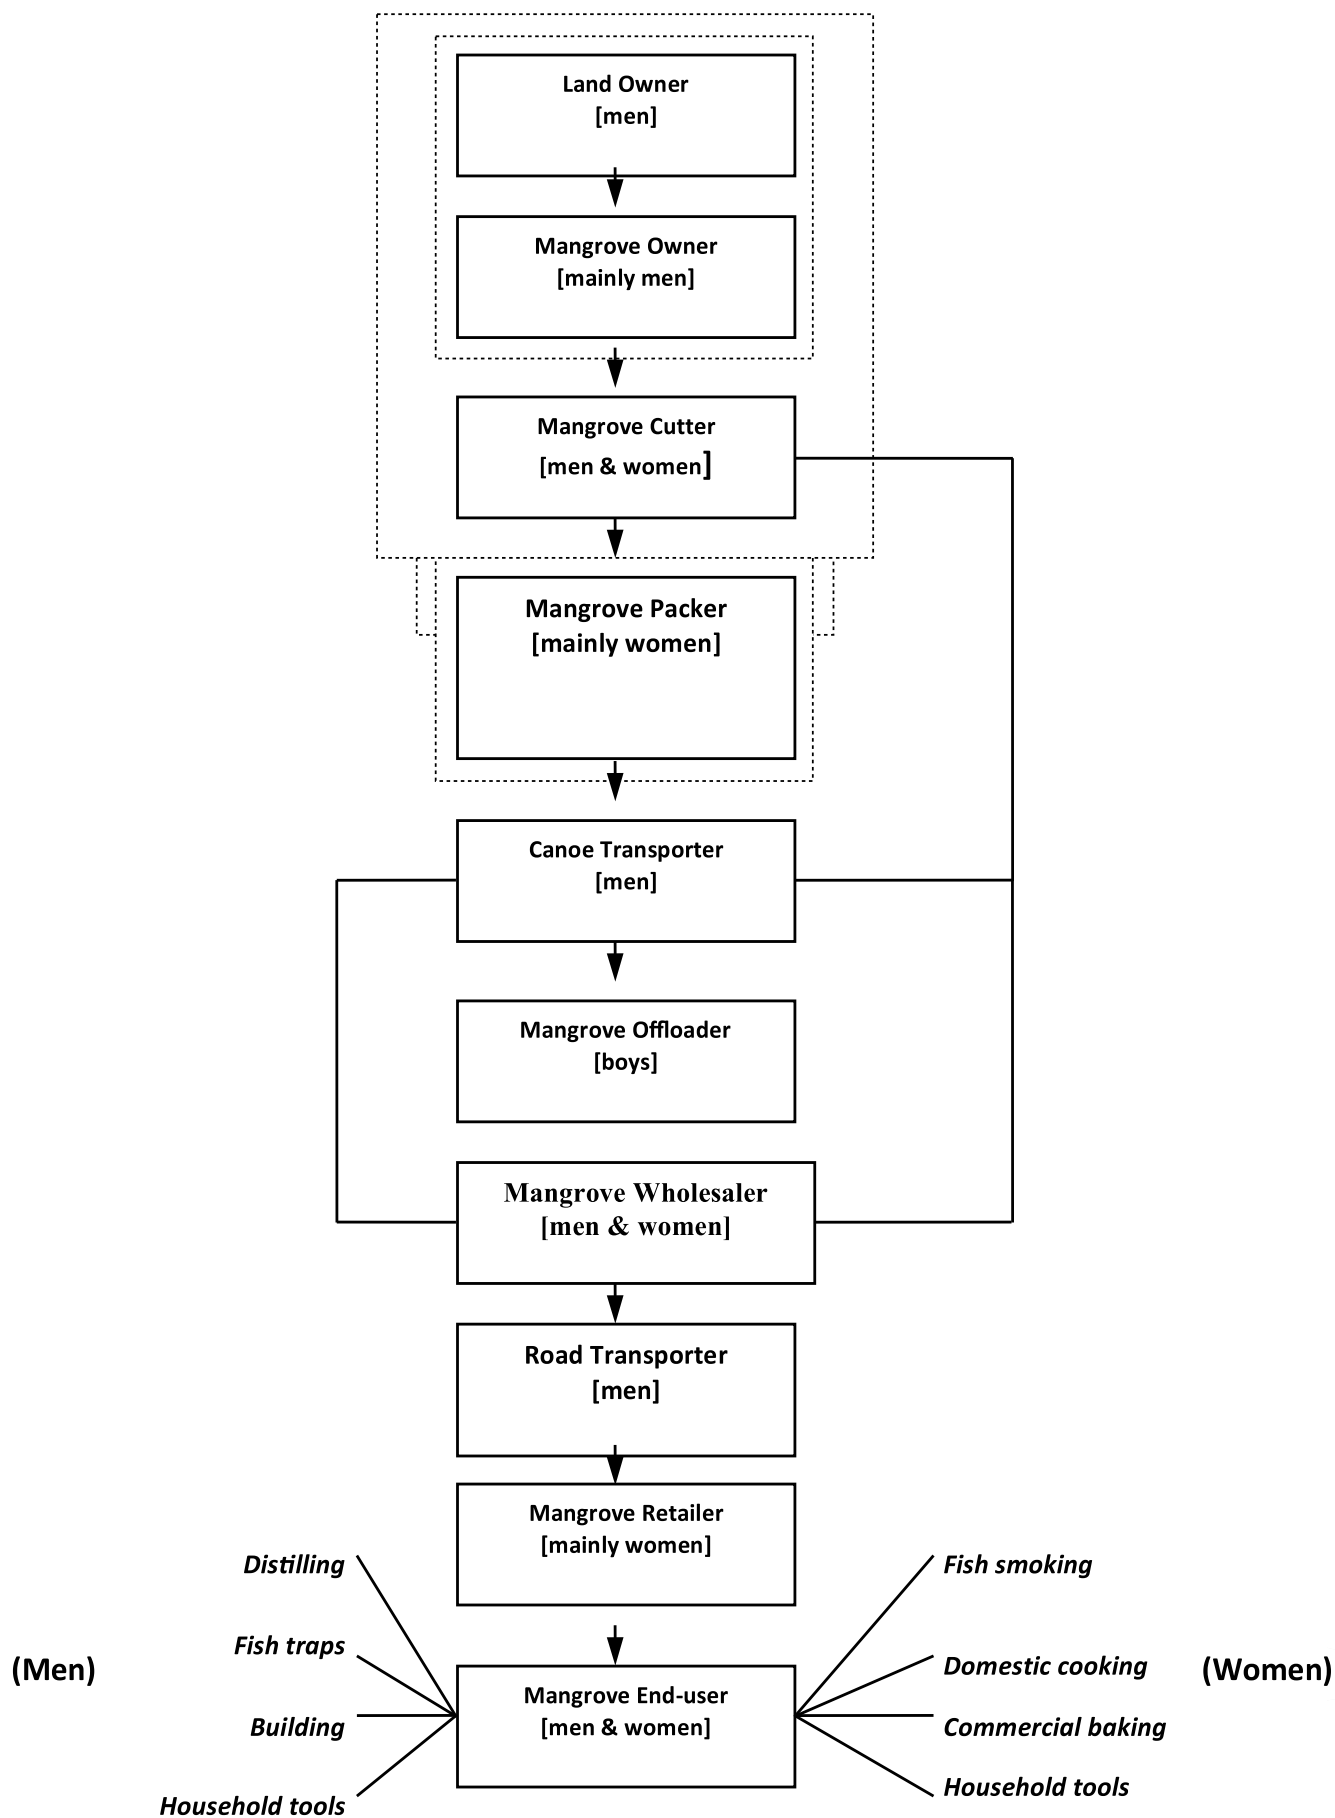 Land Owner
[men]
Mangrove Owner
[mainly men]
Mangrove Cutter
[men & women]
Mangrove Packer
[mainly women]
Canoe Transporter
[men]
Mangrove Offloader
[boys]
Mangrove Wholesaler
[men & women]
Road Transporter
[men]
Mangrove Retailer
[mainly women]
Distilling
Fish traps
(Men)
Building
Household tools
Mangrove End-user
[men & women]
Fish smoking
Domestic cooking
(Women)
Commercial baking
Household tools